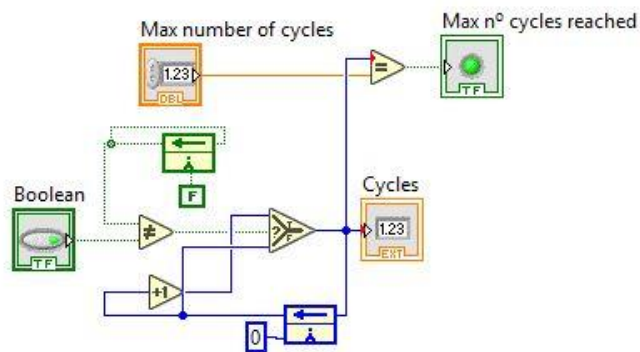 Max number of cycles
Max nº cycles reached
1.23
DBL
=
TF
F
Boolean
Cycles
TF
≠
?
T
F
1.23
EXT
+1
0